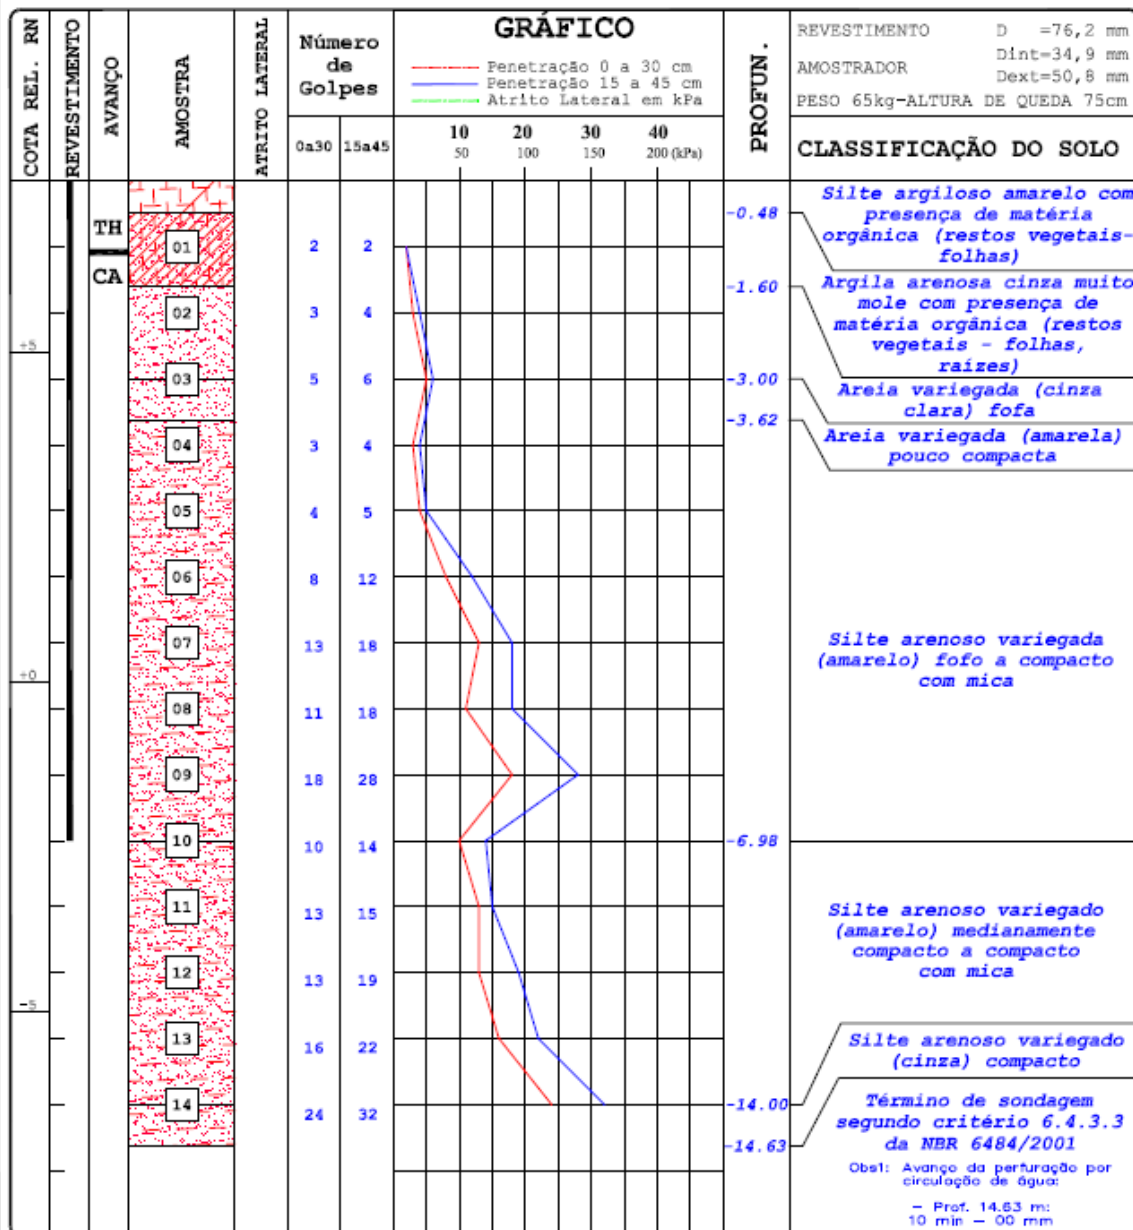 COTA REL. RN
REVESTIMENTO
AVANÇO
AMOSTRA
ATRITO LATERAL
Número
de
Golpes
0a30 15a45
GRÁFICO
Penetração 0 a 30 cm
Penetração 15 a 45 cm
Atrito Lateral em kPa
10 20 30 40
50 100 150 200 (kPa)
PROFUN.
REVESTIMENTO D =76,2 mm
Dint=34,9 mm
AMOSTRADOR
Dext=50,8 mm
PESO 65kg-ALTURA DE QUEDA 75cm
CLASSIFICAÇÃO DO SOLO
TH
CA
+5
+0
-5
01 2 2
02 3 4
03 5 6
04 3 4
05 4 5
06 8 12
07 13 18
08 11 18
09 18 28
10 10 14
11 13 15
12 13 19
13 16 22
14 24 32
-0.48
-1.60
-3.00
-3.62
-6.98
-14.00
-14.63
Silte argiloso amarelo com
presença de matéria
orgânica (restos vegetais-
folhas)
Argila arenosa cinza muito
mole com presença de
matéria orgânica (restos
vegetais - folhas,
raízes)
Areia variegada (cinza
clara) fofa
Areia variegada (amarela)
pouco compacta
Silte arenoso variegada
(amarelo) fofo a compacto
com mica
Silte arenoso variegado
(amarelo) medianamente
compacto a compacto
com mica
Silte arenoso variegado
(cinza) compacto
Término de sondagem
segundo critério 6.4.3.3
da NBR 6484/2001
Obs1: Avanço da perfuração por
circulação de água:
- Prof. 14.63 m:
10 min - 00 mm